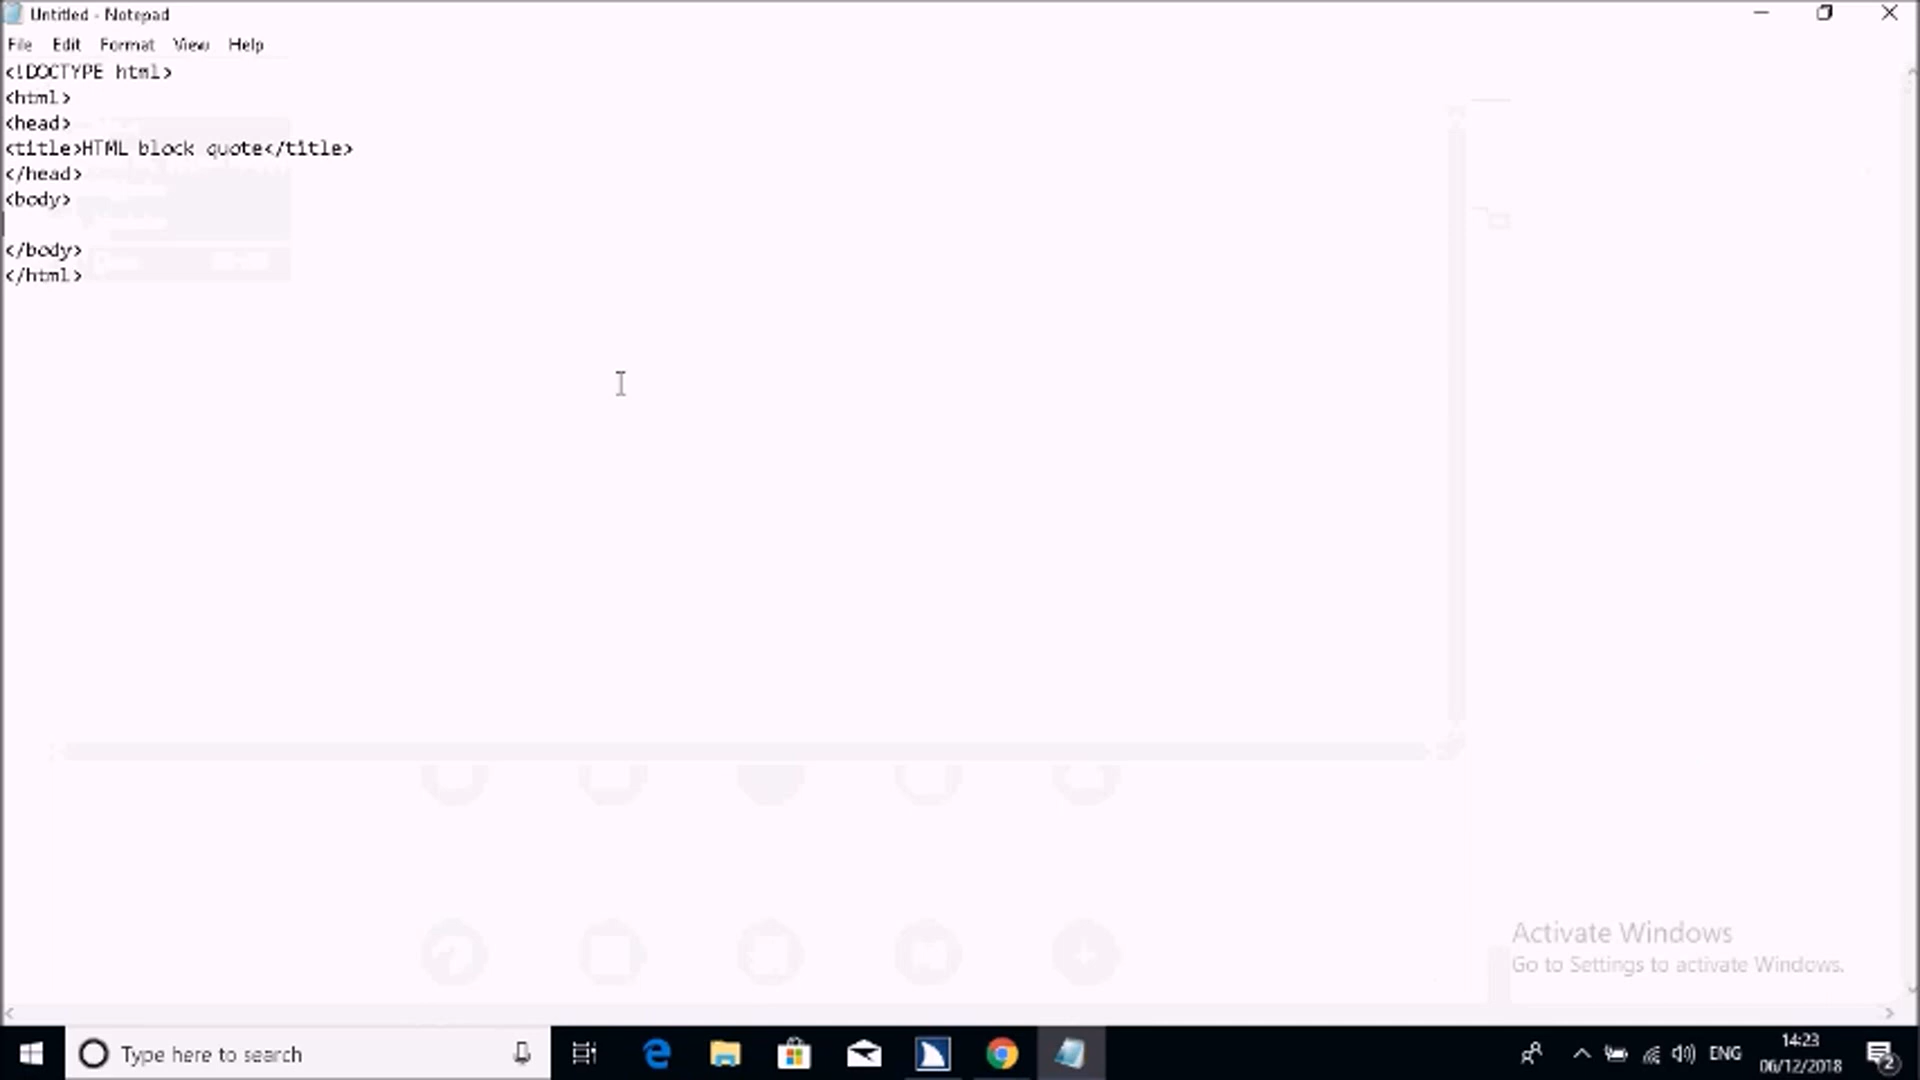 Untitled - Notepad
File Edit Format View Help
<!DOCTYPE html>
<html>
<head>
<title>HTML block quote</title>
</head>
<body>
</body>
</html>
Activate Windows
Go to Settings to activate Windows.
Type here to search
ENG
14:23
06/12/2018
2